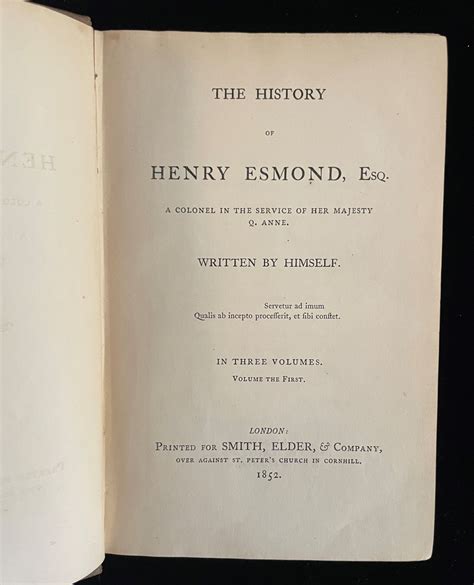 THE HISTORY
OF
HENRY ESMOND, Esq.
A COLONEL IN THE SERVICE OF HER MAJESTY
Q. ANNE.
WRITTEN BY HIMSELF.
Servetur ad imum
Qualis ab incepto proceſſerit, et ſibi conſtet.
IN THREE VOLUMES.
Volume the First.
LONDON:
Printed for SMITH, ELDER, & Company,
OVER AGAINST ST. PETER'S CHURCH IN CORNHILL.
1852.